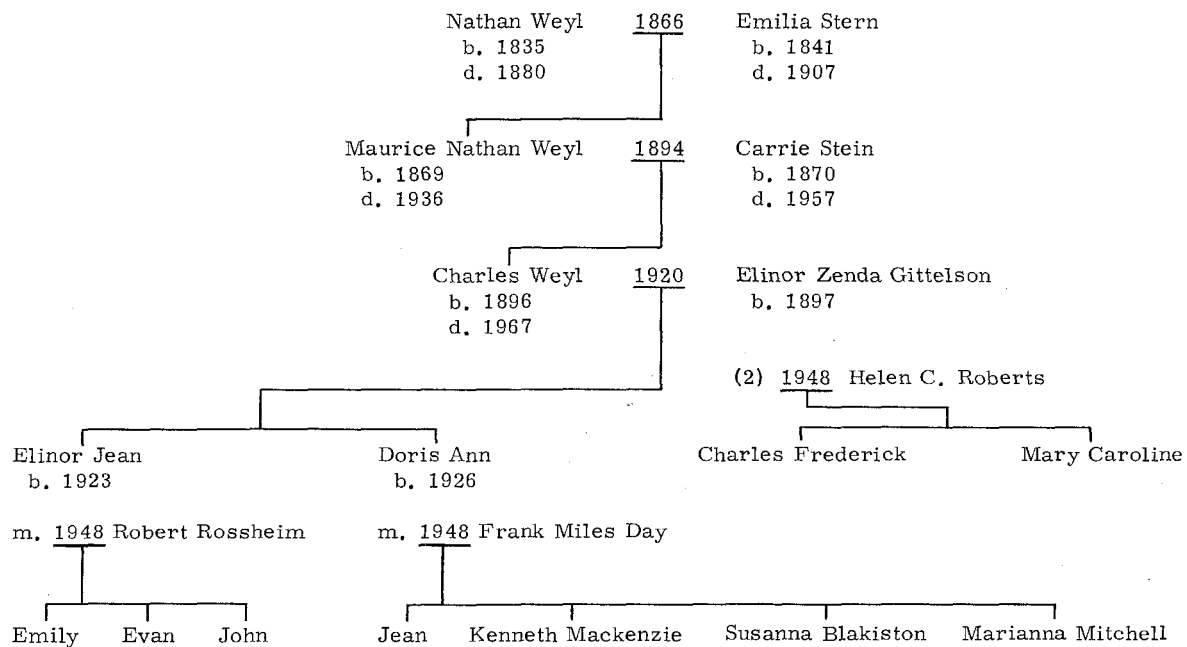 Nathan Weyl 1866 Emilia Stern
b. 1835 b. 1841
d. 1880 d. 1907
Maurice Nathan Weyl 1894 Carrie Stein
b. 1869 b. 1870
d. 1936 d. 1957
Charles Weyl 1920 Elinor Zenda Gittelson
b. 1896 b. 1897
d. 1967
(2) 1948 Helen C. Roberts
Elinor Jean Doris Ann Charles Frederick Mary Caroline
b. 1923 b. 1926
m. 1948 Robert Rossheim m. 1948 Frank Miles Day
Emily Evan John Jean Kenneth Mackenzie Susanna Blakiston Marianna Mitchell